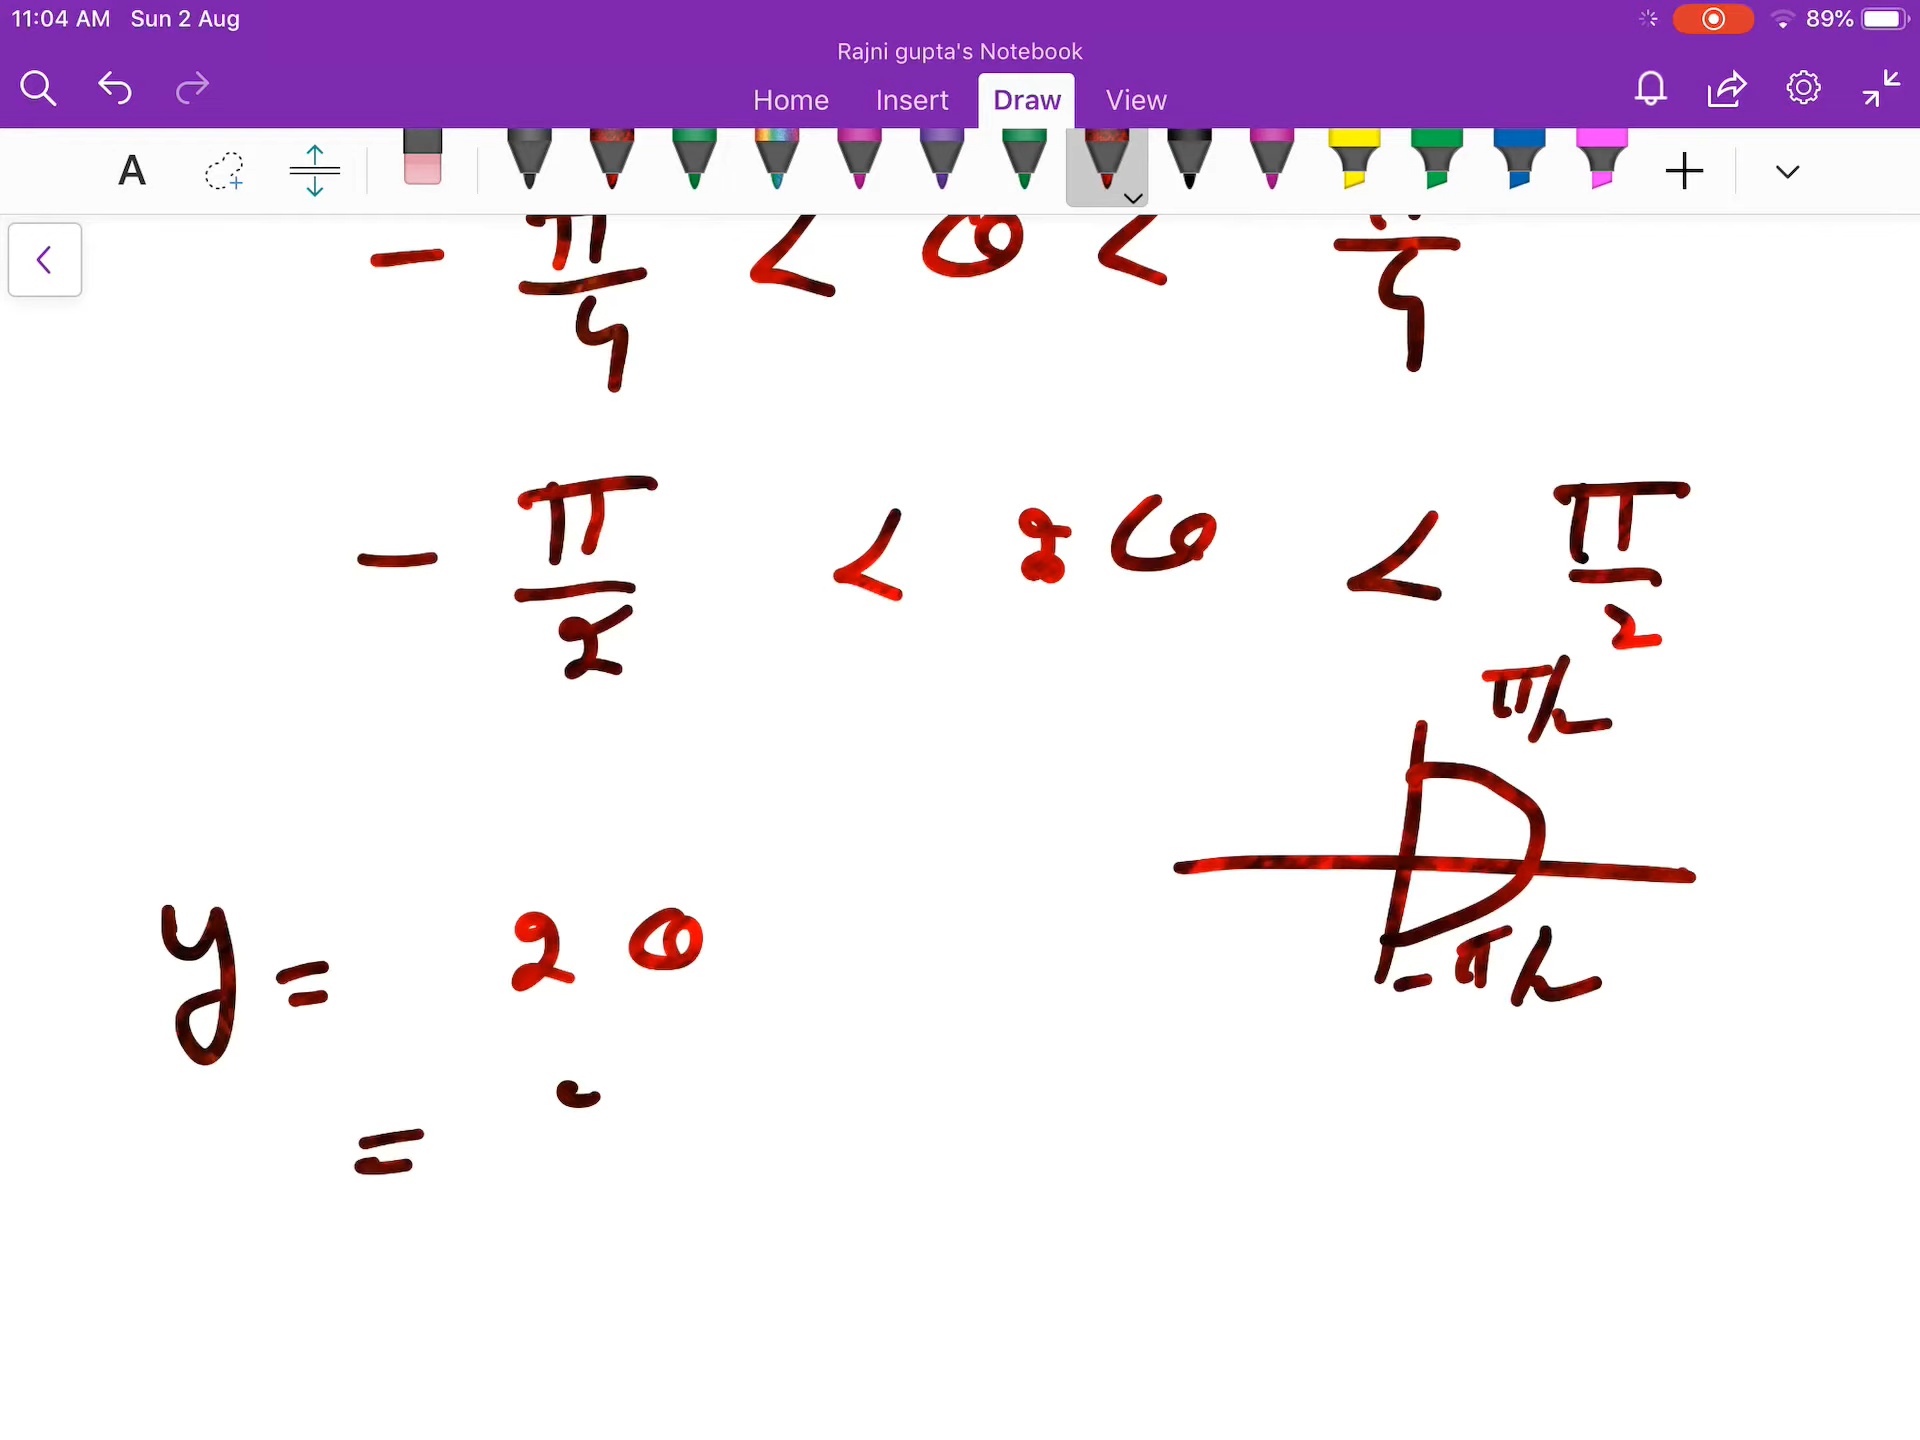 11:04 AM Sun 2 Aug 89%
Rajni gupta's Notebook
Home Insert Draw View
A
- π/4 < θ < π/4
- π/2 < 2θ < π/2
π/2
y = 2θ
-π/2
=